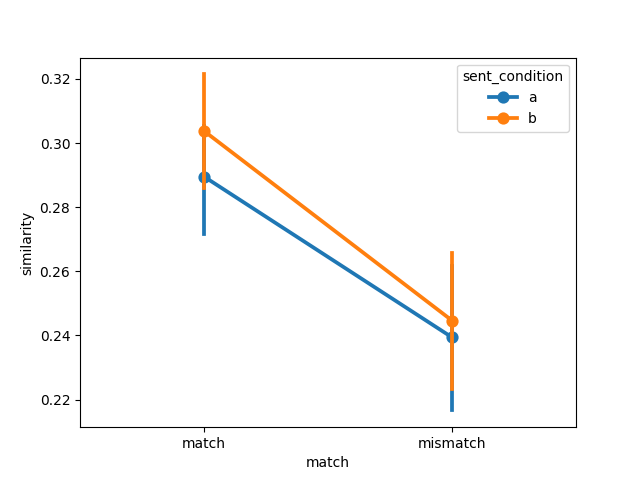 sent_condition
a
b
similarity
0.32
0.30
0.28
0.26
0.24
0.22
match
mismatch
match